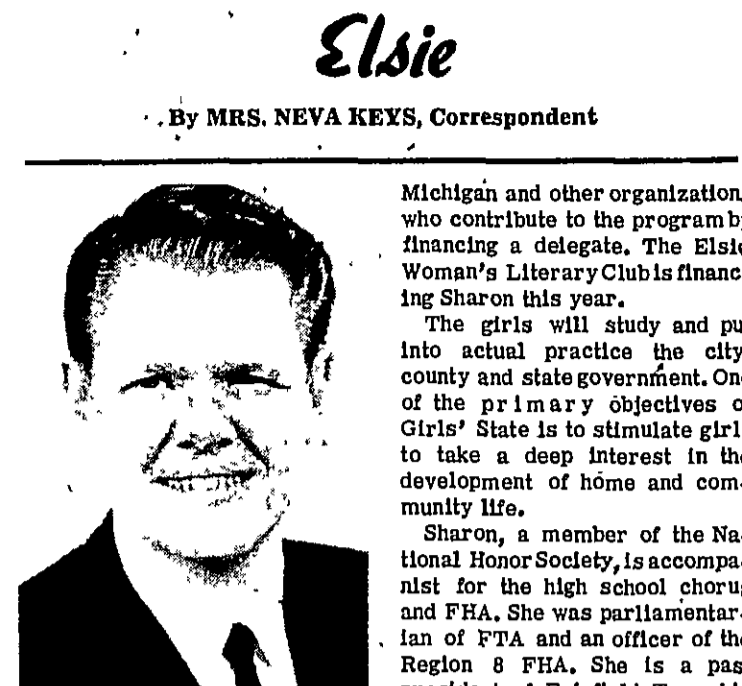 Elsie
By MRS. NEVA KEYS, Correspondent
Michigan and other organization
who contribute to the program b
financing a delegate. The Elsi
Woman's Literary Club is financ
ing Sharon this year.
The girls will study and pu
into actual practice the city
county and state government. On
of the primary objectives o
Girls' State is to stimulate girl
to take a deep interest in th
development of home and com-
munity life.
Sharon, a member of the Na-
tional Honor Society, is accompa-
nist for the high school choru
and FHA. She was parliamentar-
ian of FTA and an officer of the
Region 8 FHA. She is a pas